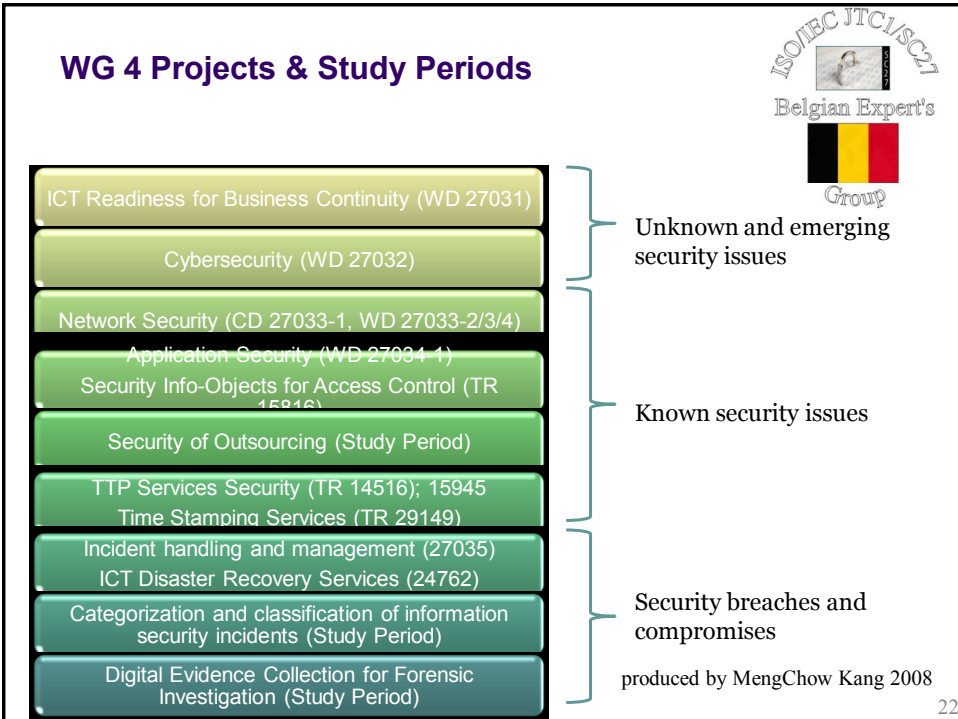 WG 4 Projects & Study Periods
ISO/IEC JTC1/SC27
SC27
Belgian Expert's
Group
ICT Readiness for Business Continuity (WD 27031)
Cybersecurity (WD 27032)
Unknown and emerging
security issues
Network Security (CD 27033-1, WD 27033-2/3/4)
Application Security (WD 27034-1)
Security Info-Objects for Access Control (TR
15816)
Security of Outsourcing (Study Period)
TTP Services Security (TR 14516); 15945
Time Stamping Services (TR 29149)
Known security issues
Incident handling and management (27035)
ICT Disaster Recovery Services (24762)
Categorization and classification of information
security incidents (Study Period)
Digital Evidence Collection for Forensic
Investigation (Study Period)
Security breaches and
compromises
produced by MengChow Kang 2008
22